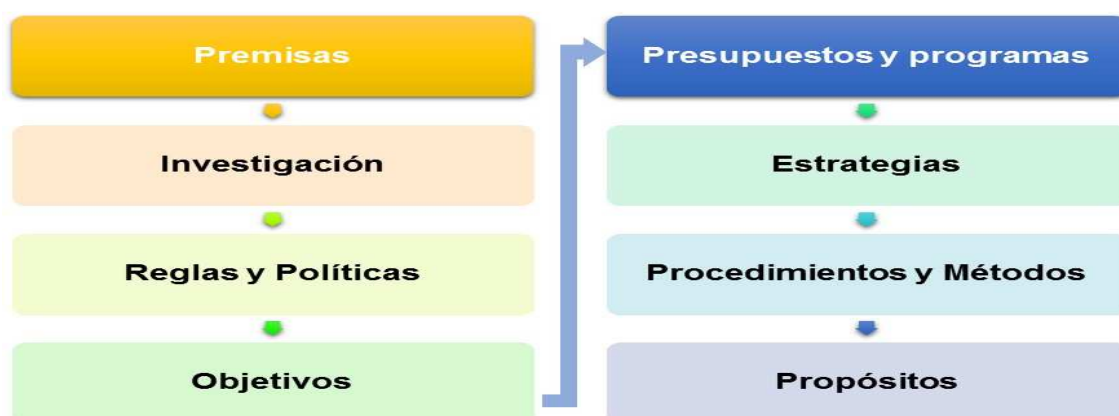 Premisas
Investigación
Reglas y Políticas
Objetivos
Presupuestos y programas
Estrategias
Procedimientos y Métodos
Propósitos